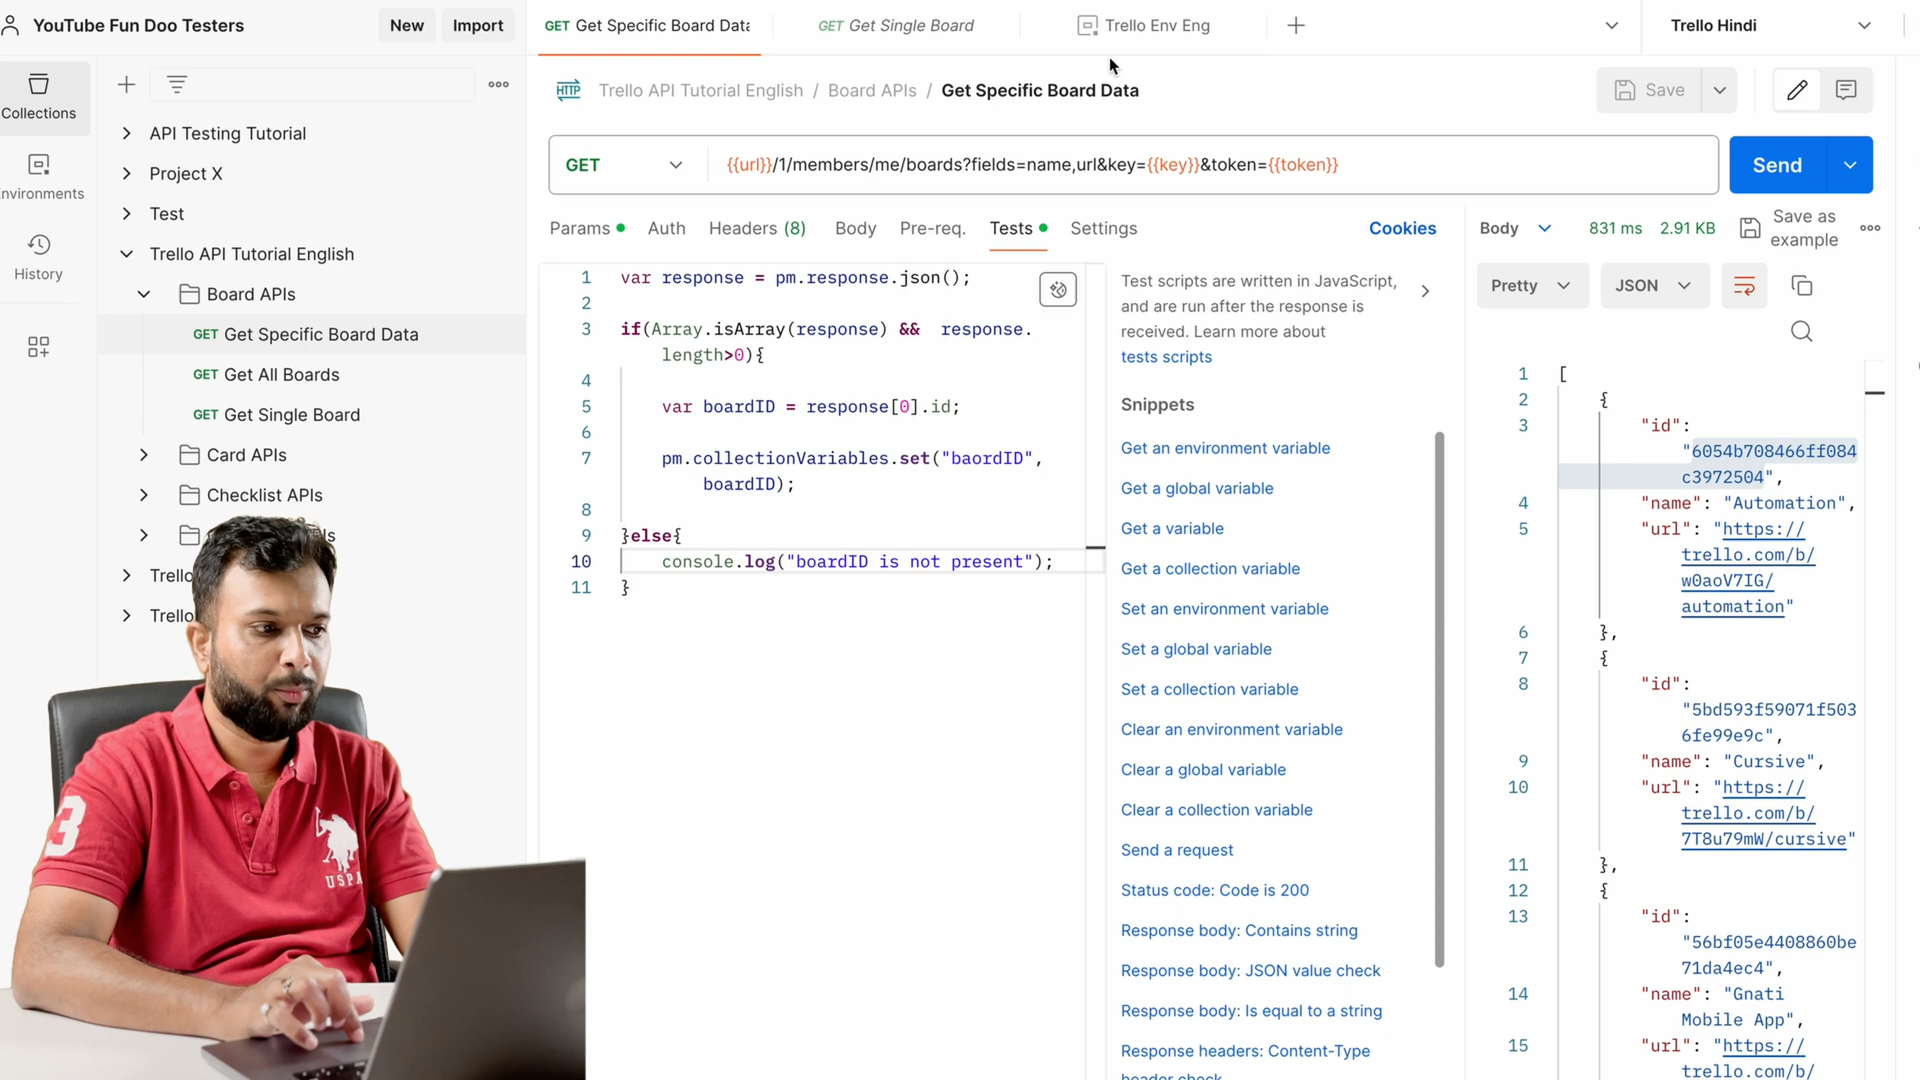 YouTube Fun Doo Testers
New
Import
GET Get Specific Board Data
GET Get Single Board
Trello Env Eng
Trello Hindi
Collections
Environments
History
API Testing Tutorial
Project X
Test
Trello API Tutorial English
Board APIs
GET Get Specific Board Data
GET Get All Boards
GET Get Single Board
Card APIs
Checklist APIs
Trello
Trello
HTTP
Trello API Tutorial English / Board APIs / Get Specific Board Data
Save
GET
{{url}}/1/members/me/boards?fields=name,url&key={{key}}&token={{token}}
Send
Params
Auth
Headers (8)
Body
Pre-req.
Tests
Settings
Cookies
1 var response = pm.response.json();
2
3 if(Array.isArray(response) && response.
length>0){
4
5 var boardID = response[0].id;
6
7 pm.collectionVariables.set("baordID",
boardID);
8
9 }else{
10 console.log("boardID is not present");
11 }
Test scripts are written in JavaScript,
and are run after the response is
received. Learn more about
tests scripts
Snippets
Get an environment variable
Get a global variable
Get a variable
Get a collection variable
Set an environment variable
Set a global variable
Set a collection variable
Clear an environment variable
Clear a global variable
Clear a collection variable
Send a request
Status code: Code is 200
Response body: Contains string
Response body: JSON value check
Response body: Is equal to a string
Response headers: Content-Type
header check
Body
831 ms
2.91 KB
Save as
example
Pretty
JSON
1 [
2 {
3 "id":
"6054b708466ff084
c3972504",
4 "name": "Automation",
5 "url": "https://
trello.com/b/
w0aoV7IG/
automation"
6 },
7 {
8 "id":
"5bd593f59071f503
6fe99e9c",
9 "name": "Cursive",
10 "url": "https://
trello.com/b/
7T8u79mW/cursive"
11 },
12 {
13 "id":
"56bf05e4408860be
71da4ec4",
14 "name": "Gnati
Mobile App",
15 "url": "https://
trello.com/b/
3
USPA